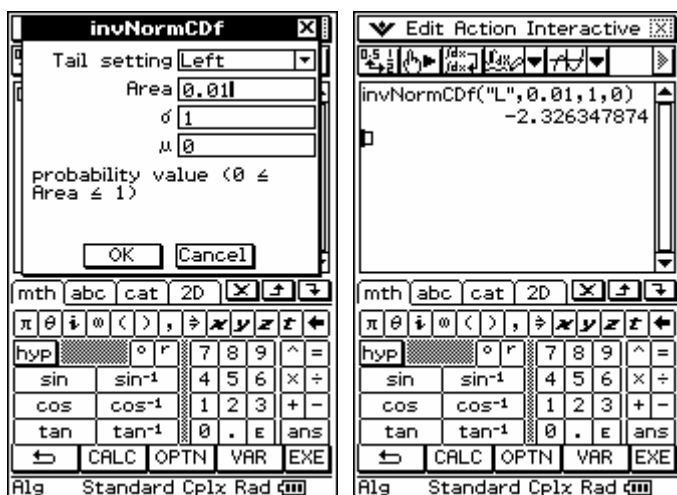 invNormCDf
Tail setting Left
Area 0.01
σ 1
μ 0
probability value (0 ≤
Area ≤ 1)
OK Cancel
mth abc cat 2D
π θ i ∞ ( ) , ⇒ x y z t
hyp ° r 7 8 9 ^ =
sin sin⁻¹ 4 5 6 × ÷
cos cos⁻¹ 1 2 3 + −
tan tan⁻¹ 0 . E ans
CALC OPTN VAR EXE
Alg Standard Cplx Rad
Edit Action Interactive
invNormCDf("L",0.01,1,0)
-2.326347874
mth abc cat 2D
π θ i ∞ ( ) , ⇒ x y z t
hyp ° r 7 8 9 ^ =
sin sin⁻¹ 4 5 6 × ÷
cos cos⁻¹ 1 2 3 + −
tan tan⁻¹ 0 . E ans
CALC OPTN VAR EXE
Alg Standard Cplx Rad